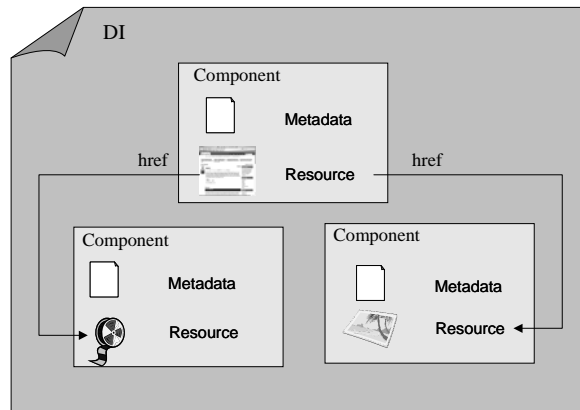 DI
Component
Metadata
href
Resource
href
Component
Metadata
Resource
Component
Metadata
Resource